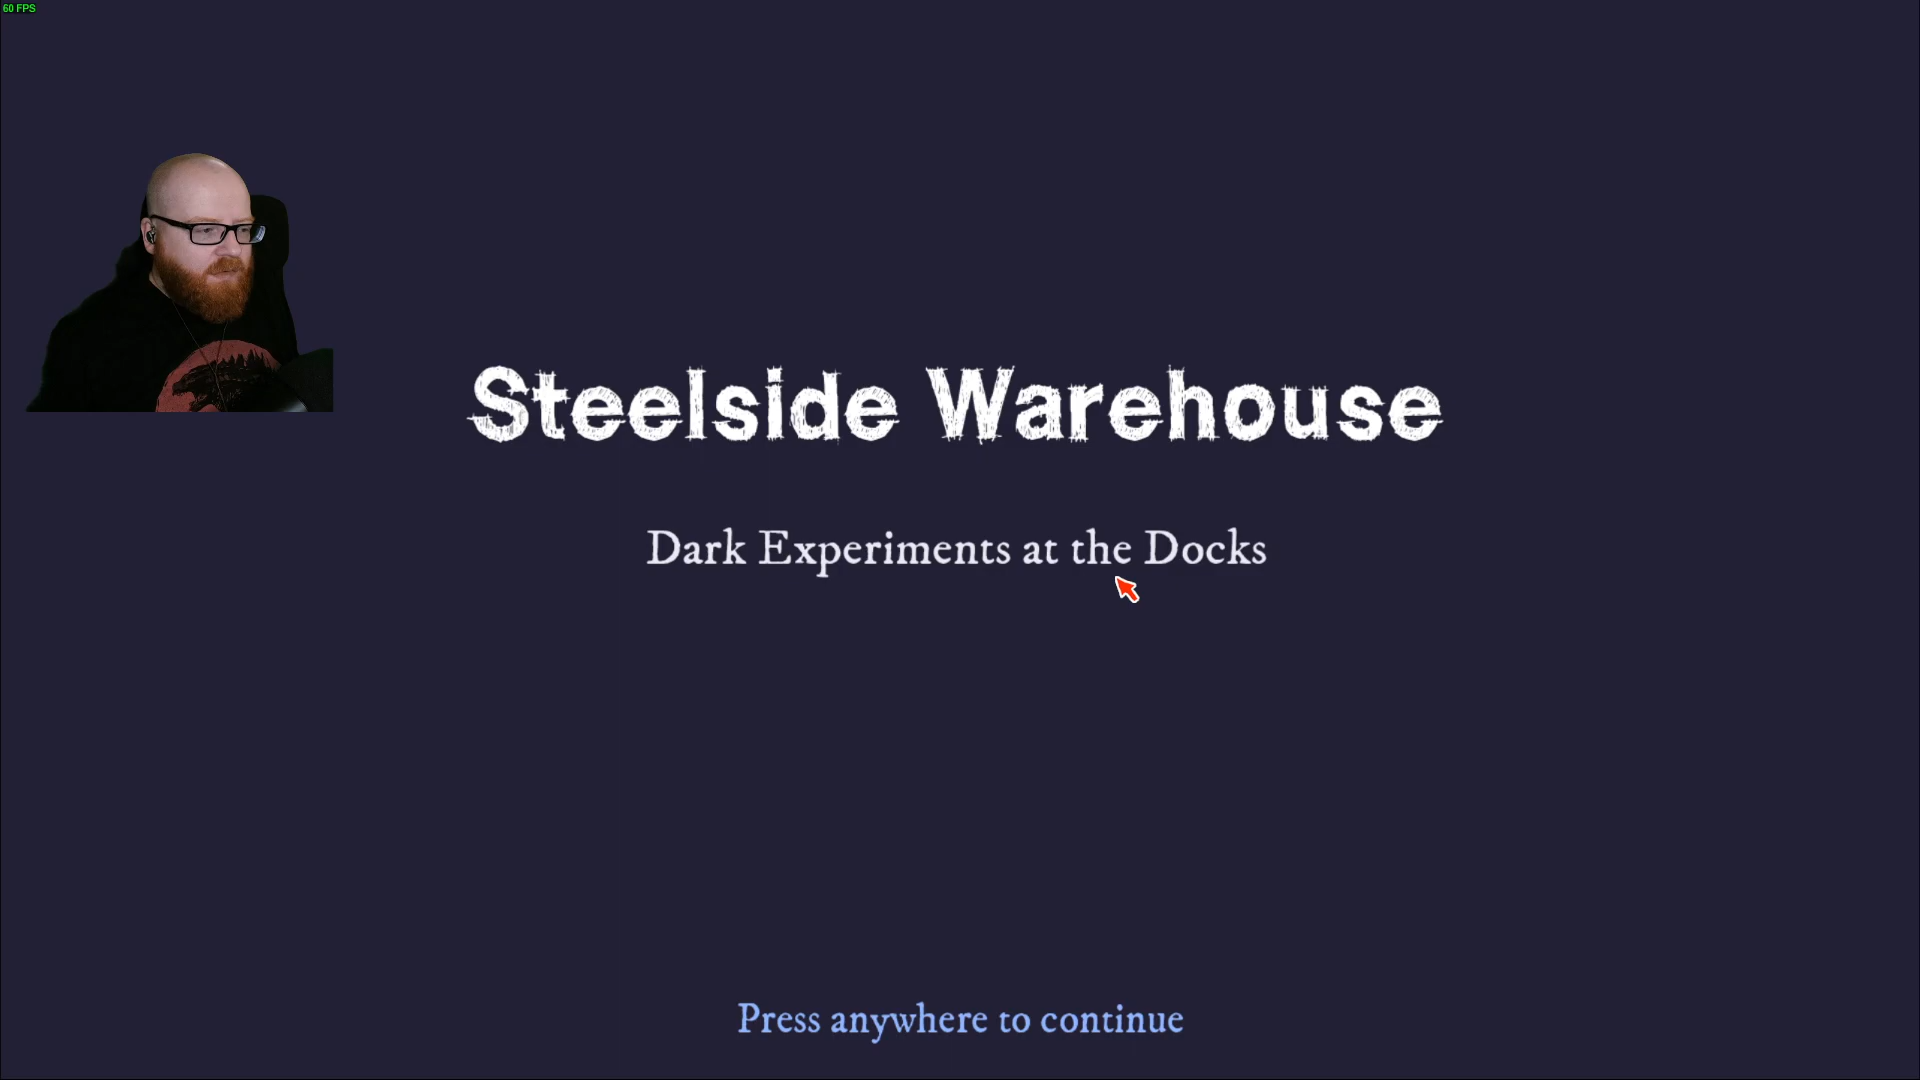 60 FPS
Steelside Warehouse
Dark Experiments at the Docks
Press anywhere to continue